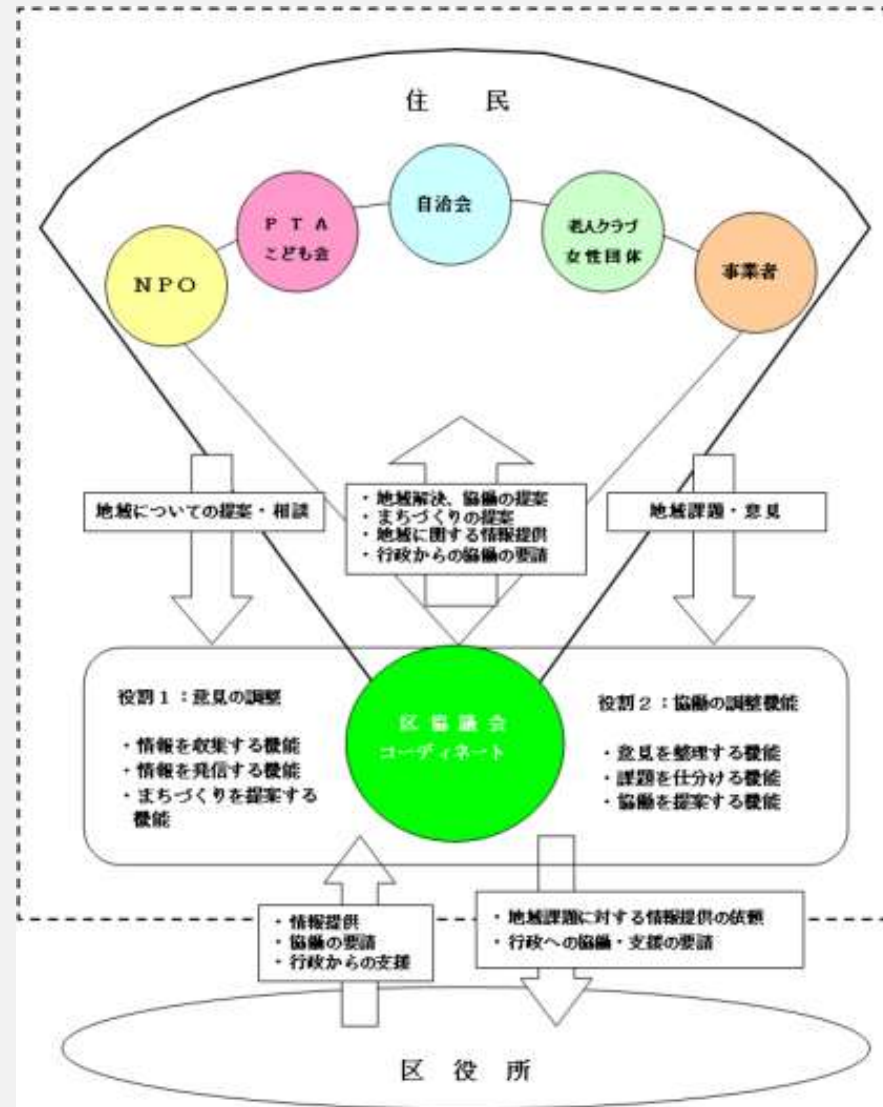 住　民
自治会
ＰＴＡ
こども会
老人クラブ
女性団体
ＮＰＯ
事業者
地域についての提案・相談
・地域解決、協働の提案
・まちづくりの提案
・地域に関する情報提供
・行政からの協働の要請
地域課題・意見
役割１：意見の調整
・情報を収集する機能
・情報を発信する機能
・まちづくりを提案する
機能
区協議会
コーディネート
役割２：協働の調整機能
・意見を整理する機能
・課題を仕分ける機能
・協働を提案する機能
・情報提供
・協働の要請
・行政からの支援
・地域課題に対する情報提供の依頼
・行政への協働・支援の要請
区役所